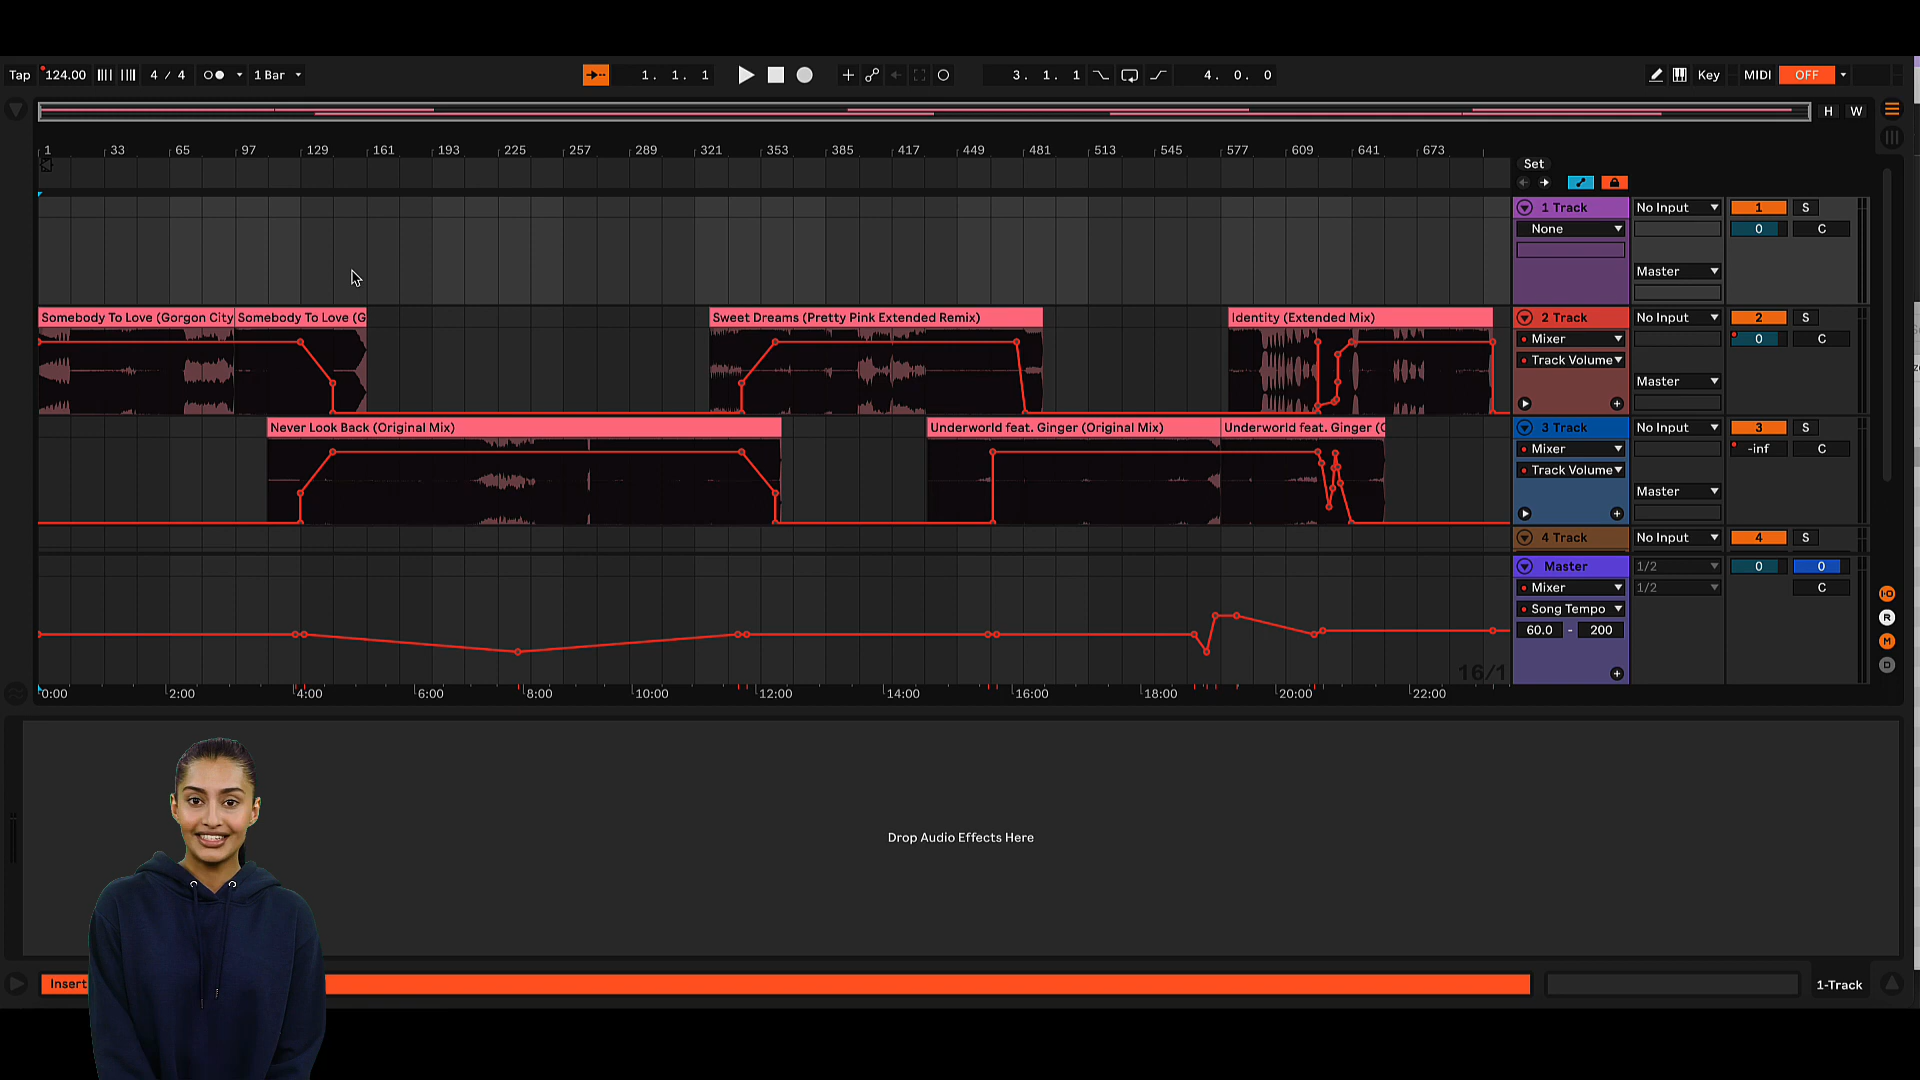 Tap 124.00 4 / 4 1 Bar 1. 1. 1 3. 1. 1 4. 0. 0 Key MIDI OFF
H W
1 33 65 97 129 161 193 225 257 289 321 353 385 417 449 481 513 545 577 609 641 673
Set
1 Track No Input 1 S
None 0 C
Master
Somebody To Love (Gorgon City Somebody To Love (G Sweet Dreams (Pretty Pink Extended Remix) Identity (Extended Mix) 2 Track No Input 2 S
Mixer 0 C
Track Volume
Master
Never Look Back (Original Mix) Underworld feat. Ginger (Original Mix) Underworld feat. Ginger (O 3 Track No Input 3 S
Mixer -inf C
Track Volume
Master
4 Track No Input 4 S
Master 1/2 0 0
Mixer 1/2 C
Song Tempo
60.0 - 200
16/1
0:00 2:00 4:00 6:00 8:00 10:00 12:00 14:00 16:00 18:00 20:00 22:00
R
M
D
Drop Audio Effects Here
Insert 1-Track